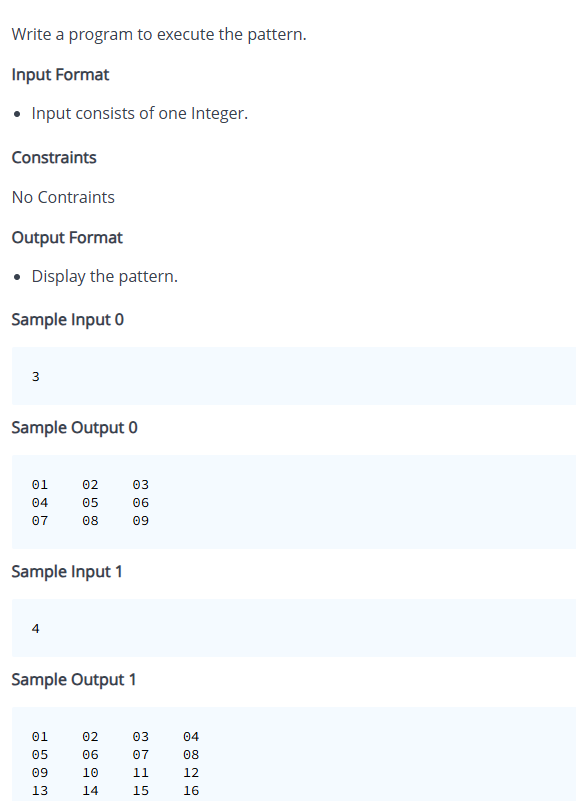 Write a program to execute the pattern.
Input Format
• Input consists of one Integer.
Constraints
No Contraints
Output Format
• Display the pattern.
Sample Input 0
3
Sample Output 0
01 02 03
04 05 06
07 08 09
Sample Input 1
4
Sample Output 1
01 02 03 04
05 06 07 08
09 10 11 12
13 14 15 16